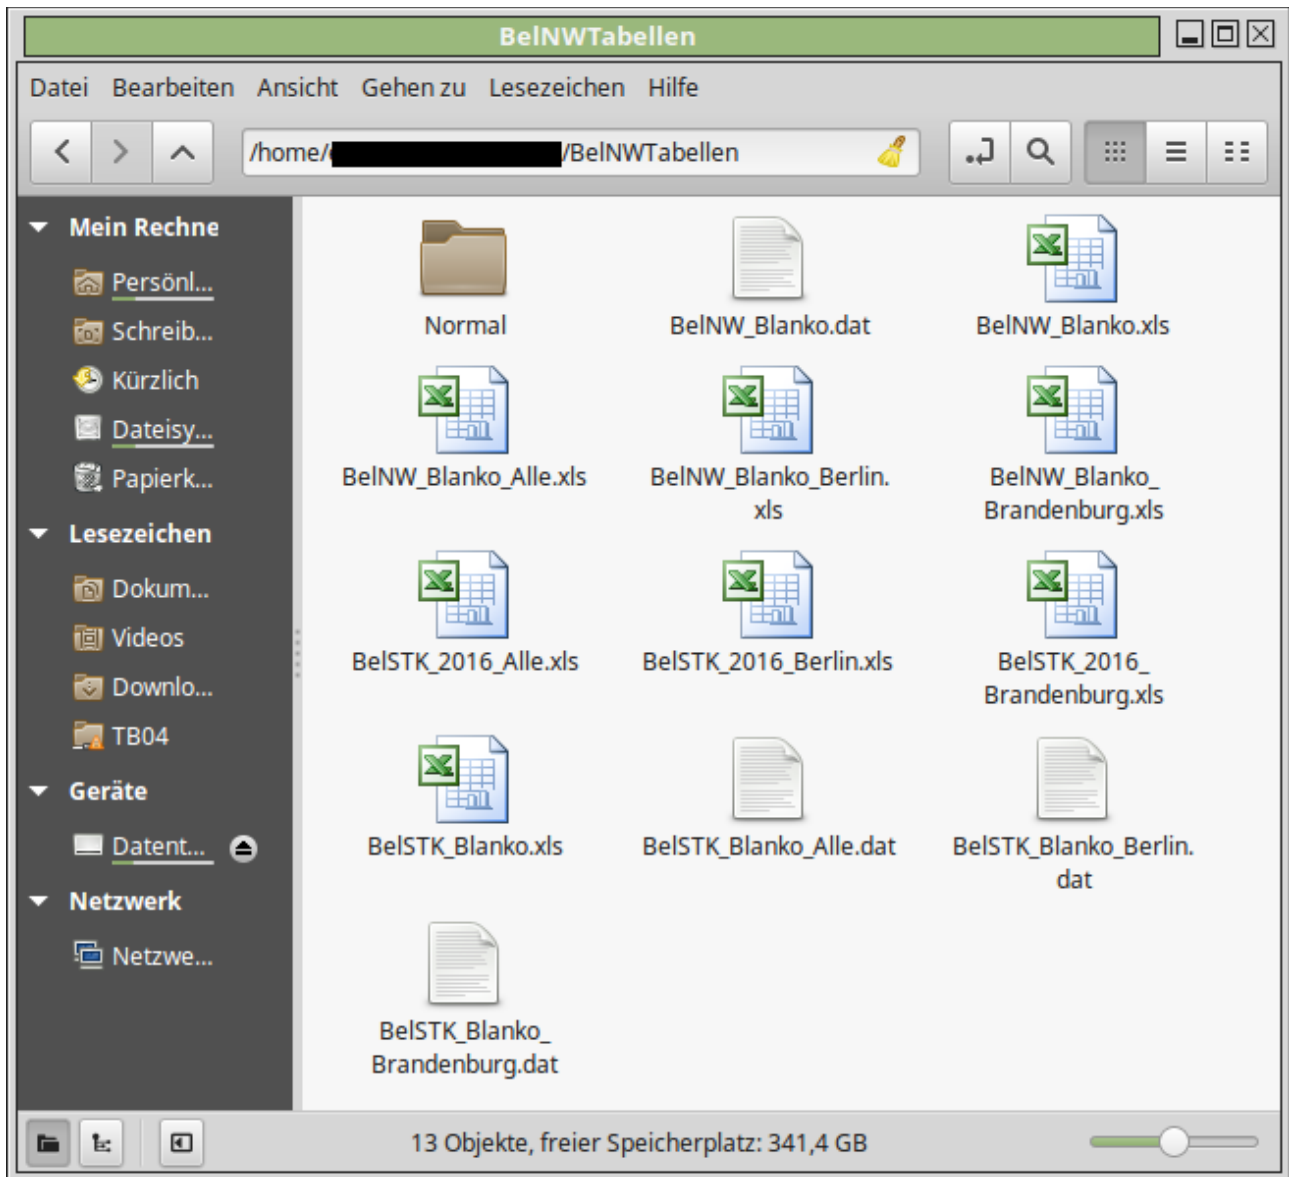 BelNWTabellen
Datei Bearbeiten Ansicht Gehen zu Lesezeichen Hilfe
/home/ /BelNWTabellen
Mein Rechne
Persönl...
Schreib...
Kürzlich
Dateisy...
Papierk...
Lesezeichen
Dokum...
Videos
Downlo...
TB04
Geräte
Datent...
Netzwerk
Netzwe...
Normal
BelNW_Blanko.dat
BelNW_Blanko.xls
BelNW_Blanko_Alle.xls
BelNW_Blanko_Berlin.
xls
BelNW_Blanko_
Brandenburg.xls
BelSTK_2016_Alle.xls
BelSTK_2016_Berlin.xls
BelSTK_2016_
Brandenburg.xls
BelSTK_Blanko.xls
BelSTK_Blanko_Alle.dat
BelSTK_Blanko_Berlin.
dat
BelSTK_Blanko_
Brandenburg.dat
13 Objekte, freier Speicherplatz: 341,4 GB